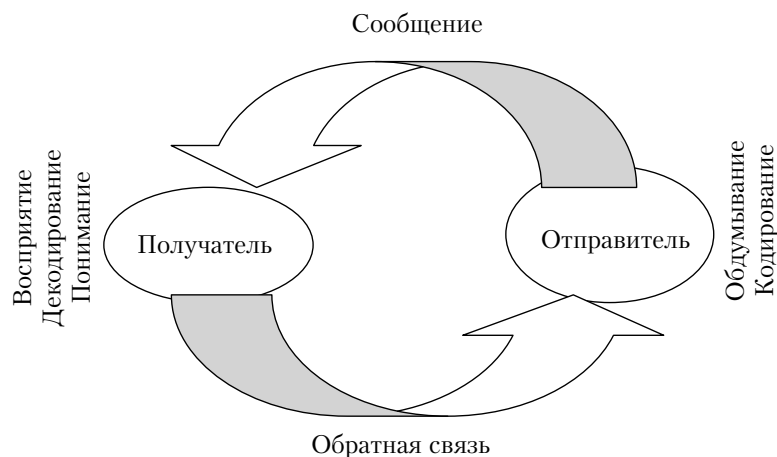 Сообщение
Восприятие
Декодирование
Понимание
Получатель
Отправитель
Обдумывание
Кодирование
Обратная связь